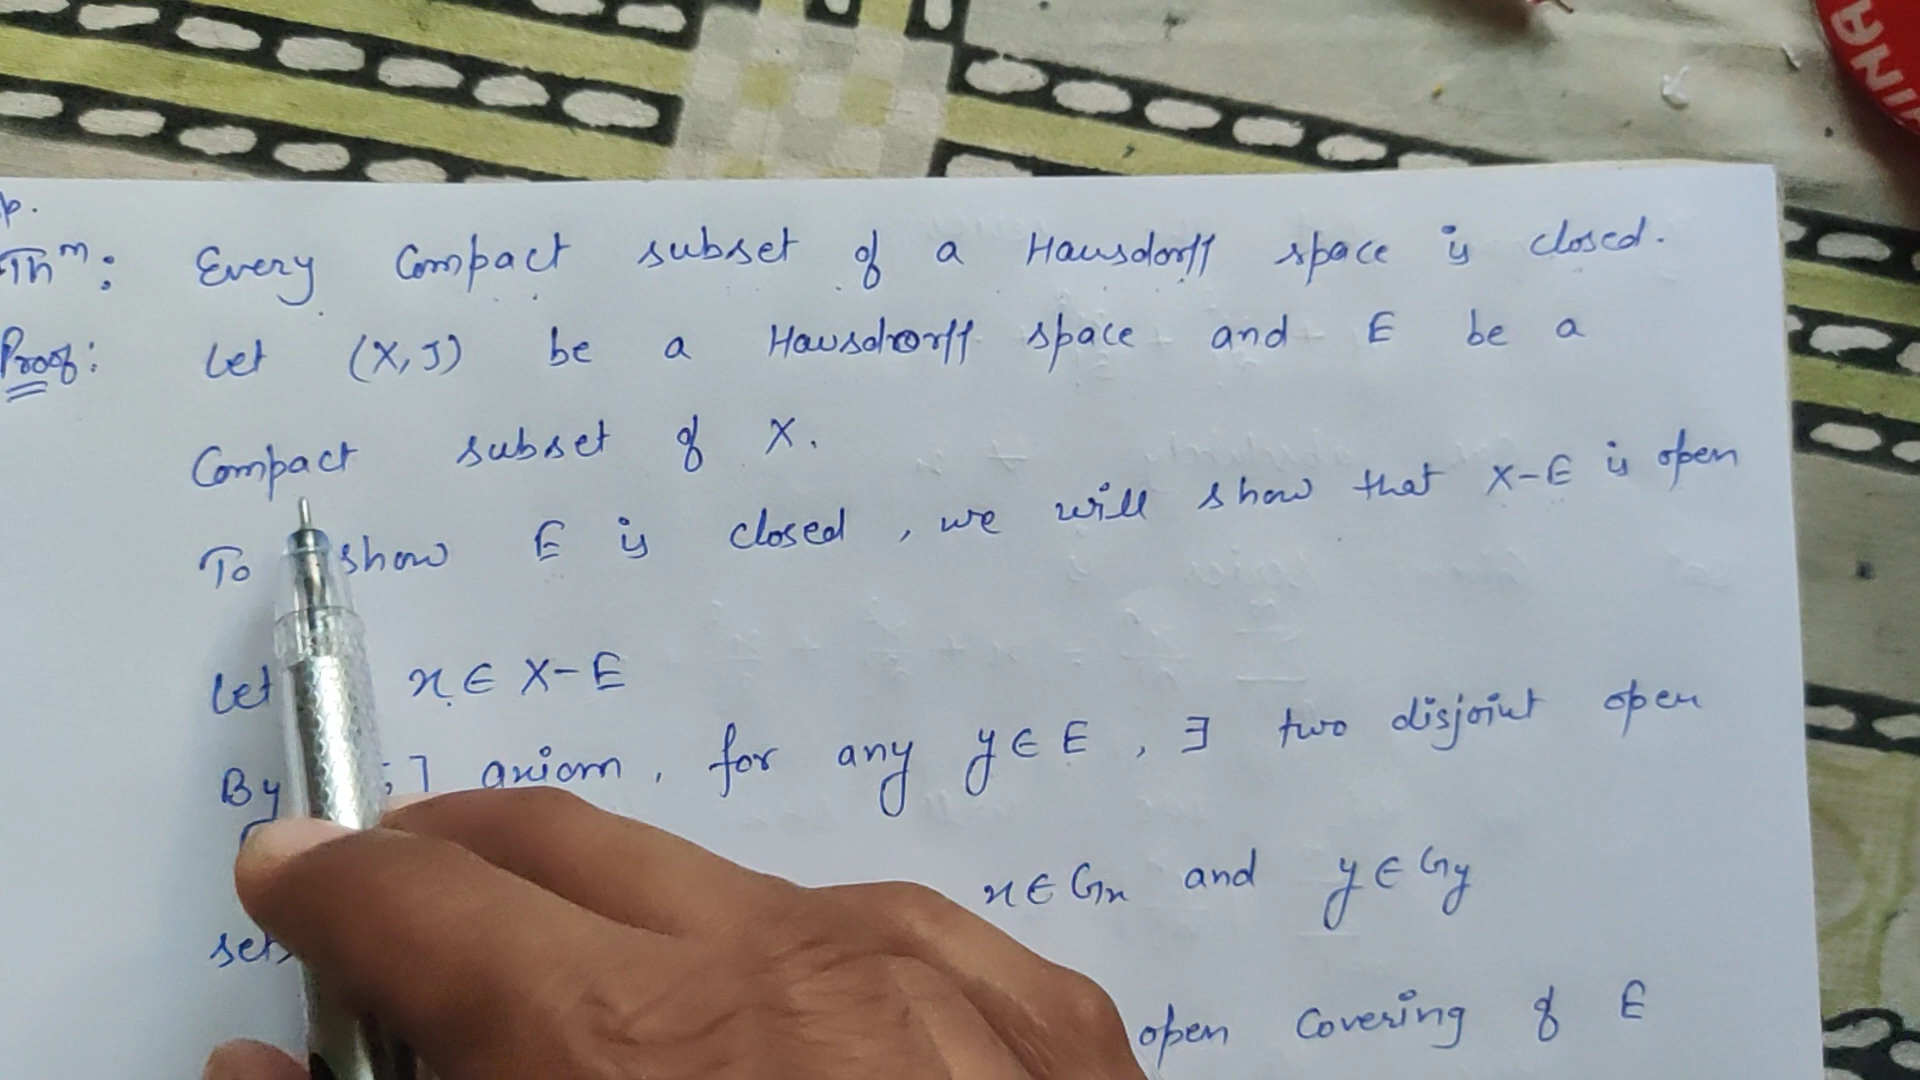 p.
Thᵐ: Every Compact subset of a Hausdorff space is closed.
Proof: Let (X, J) be a Hausdorff space and E be a
Compact subset of X.
To show E is closed, we will show that X-E is open
Let x ∈ X-E
By axiom, for any y ∈ E, ∃ two disjoint open
sets x ∈ Gx and y ∈ Gy
open Covering of E